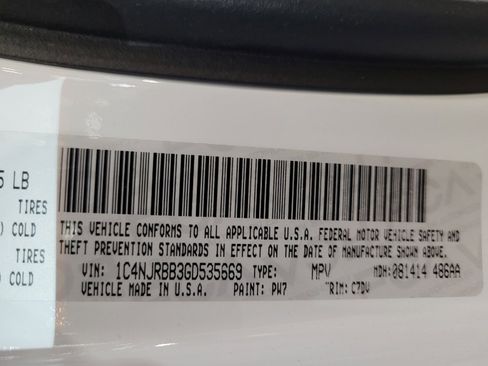 5 LB
TIRES
) COLD
TIRES
) COLD
THIS VEHICLE CONFORMS TO ALL APPLICABLE U.S.A. FEDERAL MOTOR VEHICLE SAFETY AND
THEFT PREVENTION STANDARDS IN EFFECT ON THE DATE OF MANUFACTURE SHOWN ABOVE.
VIN: 1C4NJRBB3GD535669 TYPE: MPV MDH: 081414 486AA
VEHICLE MADE IN U.S.A. PAINT: PW7 TRIM: C7DV